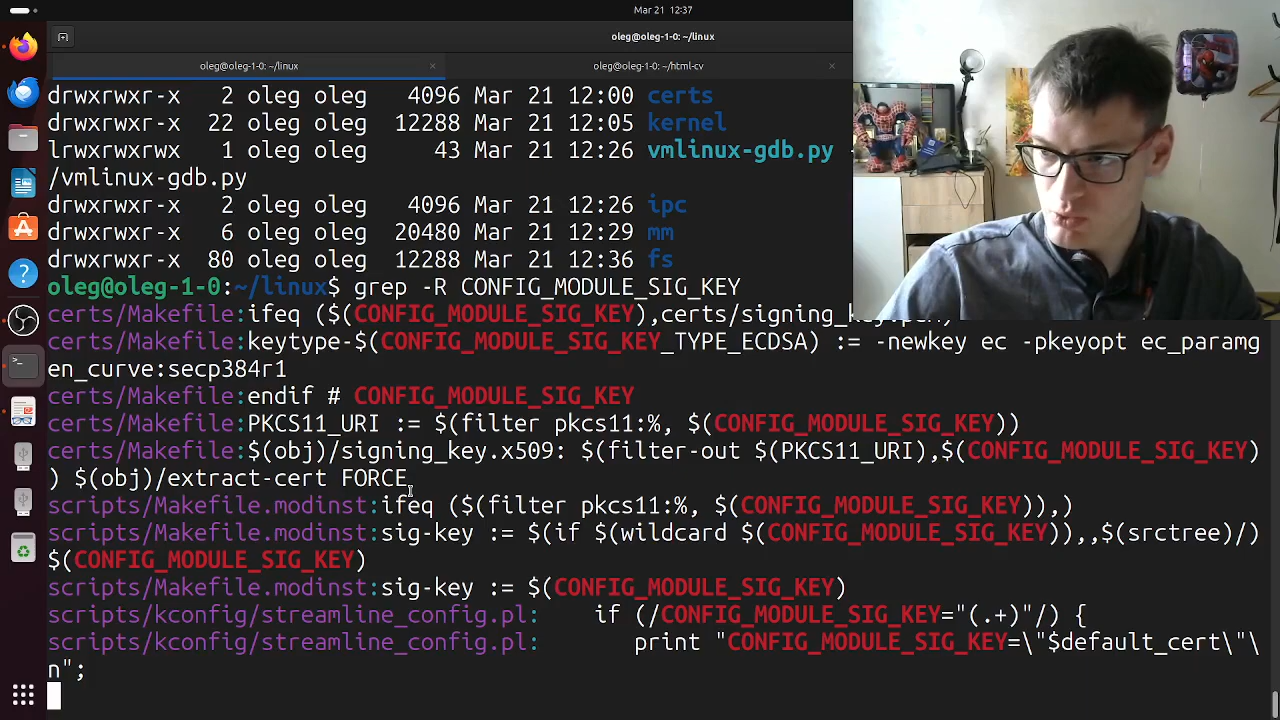 Mar 21 12:37
oleg@oleg-1-0: ~/linux
oleg@oleg-1-0: ~/linux
oleg@oleg-1-0: ~/html-cv
drwxrwxr-x 2 oleg oleg 4096 Mar 21 12:00 certs
drwxrwxr-x 22 oleg oleg 12288 Mar 21 12:05 kernel
lrwxrwxrwx 1 oleg oleg 43 Mar 21 12:26 vmlinux-gdb.py
/vmlinux-gdb.py
drwxrwxr-x 2 oleg oleg 4096 Mar 21 12:26 ipc
drwxrwxr-x 6 oleg oleg 20480 Mar 21 12:29 mm
drwxrwxr-x 80 oleg oleg 12288 Mar 21 12:36 fs
oleg@oleg-1-0:~/linux$ grep -R CONFIG_MODULE_SIG_KEY
certs/Makefile:ifeq ($(CONFIG_MODULE_SIG_KEY),certs/signing_key.pem)
certs/Makefile:keytype-$(CONFIG_MODULE_SIG_KEY_TYPE_ECDSA) := -newkey ec -pkeyopt ec_paramg
en_curve:secp384r1
certs/Makefile:endif # CONFIG_MODULE_SIG_KEY
certs/Makefile:PKCS11_URI := $(filter pkcs11:%, $(CONFIG_MODULE_SIG_KEY))
certs/Makefile:$(obj)/signing_key.x509: $(filter-out $(PKCS11_URI),$(CONFIG_MODULE_SIG_KEY)
) $(obj)/extract-cert FORCE
scripts/Makefile.modinst:ifeq ($(filter pkcs11:%, $(CONFIG_MODULE_SIG_KEY)),)
scripts/Makefile.modinst:sig-key := $(if $(wildcard $(CONFIG_MODULE_SIG_KEY)),,$(srctree)/)
$(CONFIG_MODULE_SIG_KEY)
scripts/Makefile.modinst:sig-key := $(CONFIG_MODULE_SIG_KEY)
scripts/kconfig/streamline_config.pl: if (/CONFIG_MODULE_SIG_KEY="(.+)"/) {
scripts/kconfig/streamline_config.pl: print "CONFIG_MODULE_SIG_KEY=\"$default_cert\"\
n";